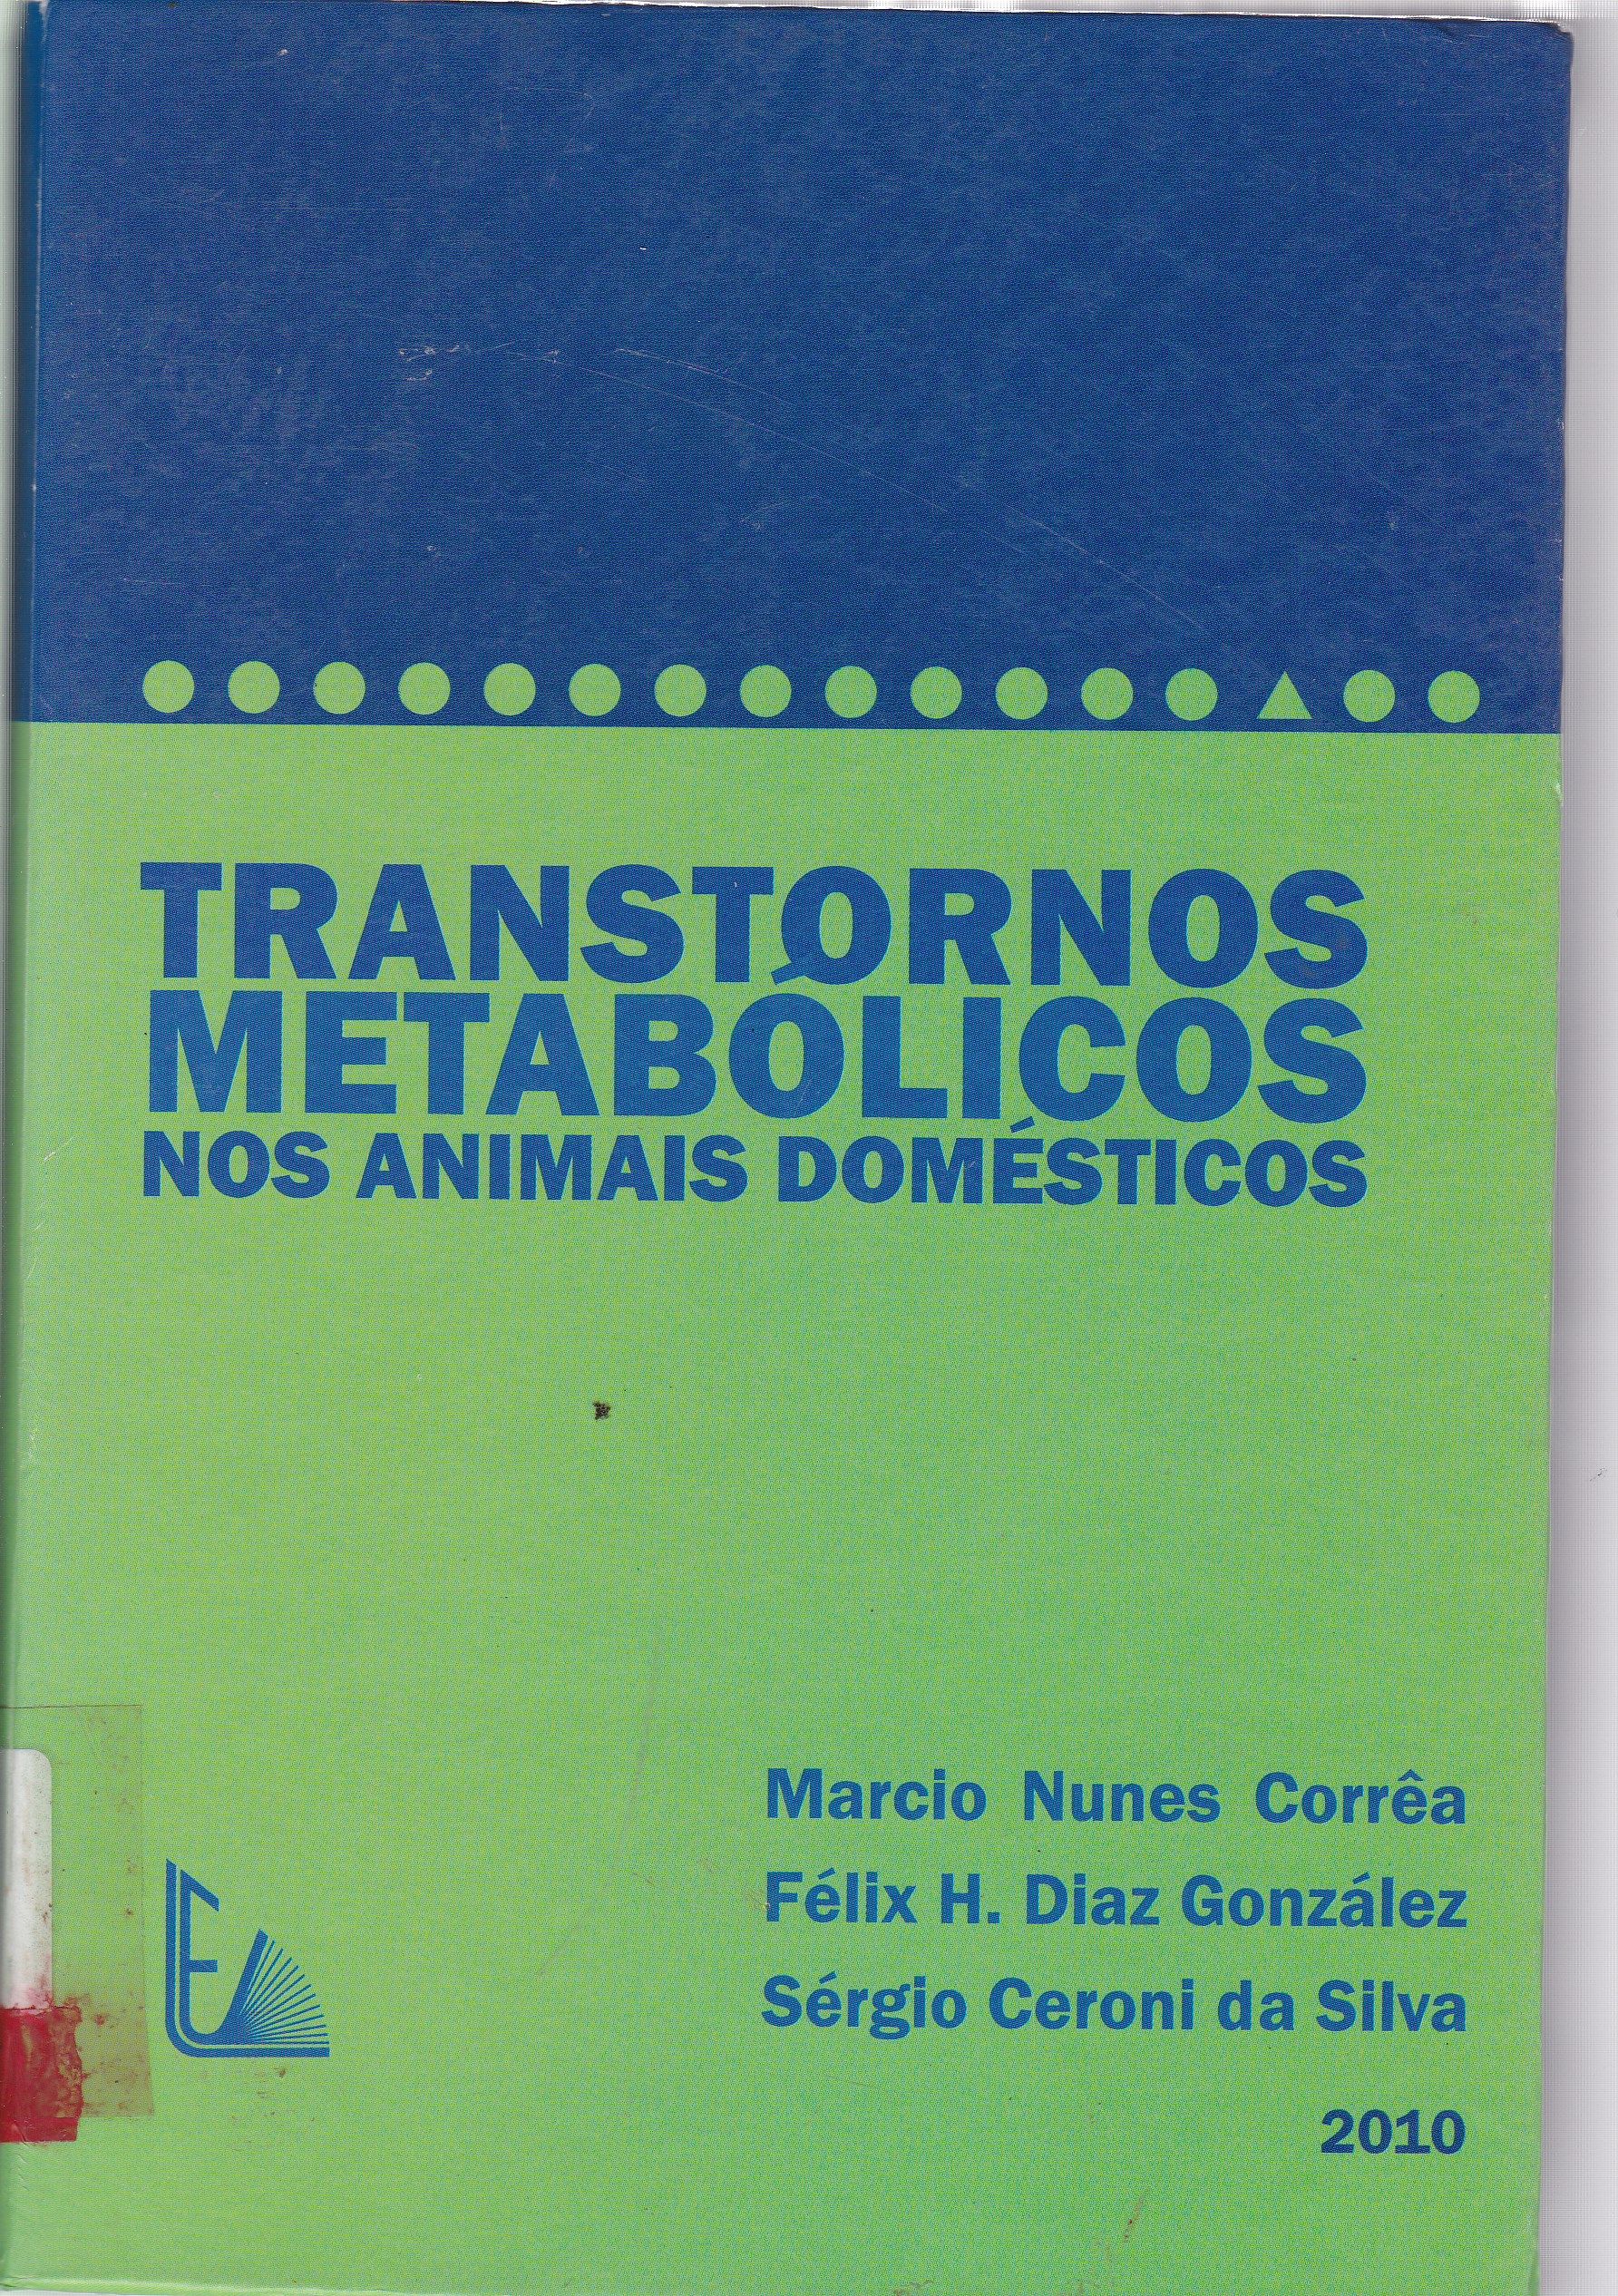 TRANSTORNOS
METABÓLICOS
NOS ANIMAIS DOMÉSTICOS
Marcio Nunes Corrêa
Félix H. Diaz González
Sérgio Ceroni da Silva
2010